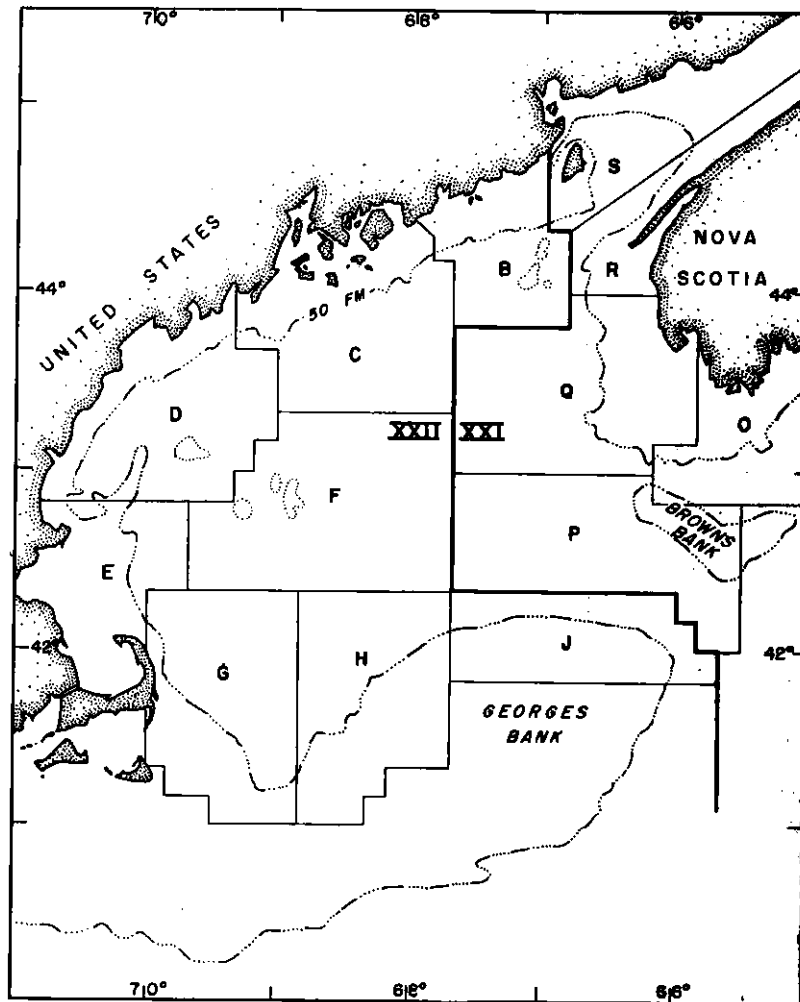 70° 68° 66°
S
NOVA
SCOTIA
UNITED STATES
B
R
44°
44°
50 FM
C
Q
D
O
XXII XXI
F
BROWNS
BANK
P
E
42°
42°
J
H
G
GEORGES
BANK
70° 68° 66°